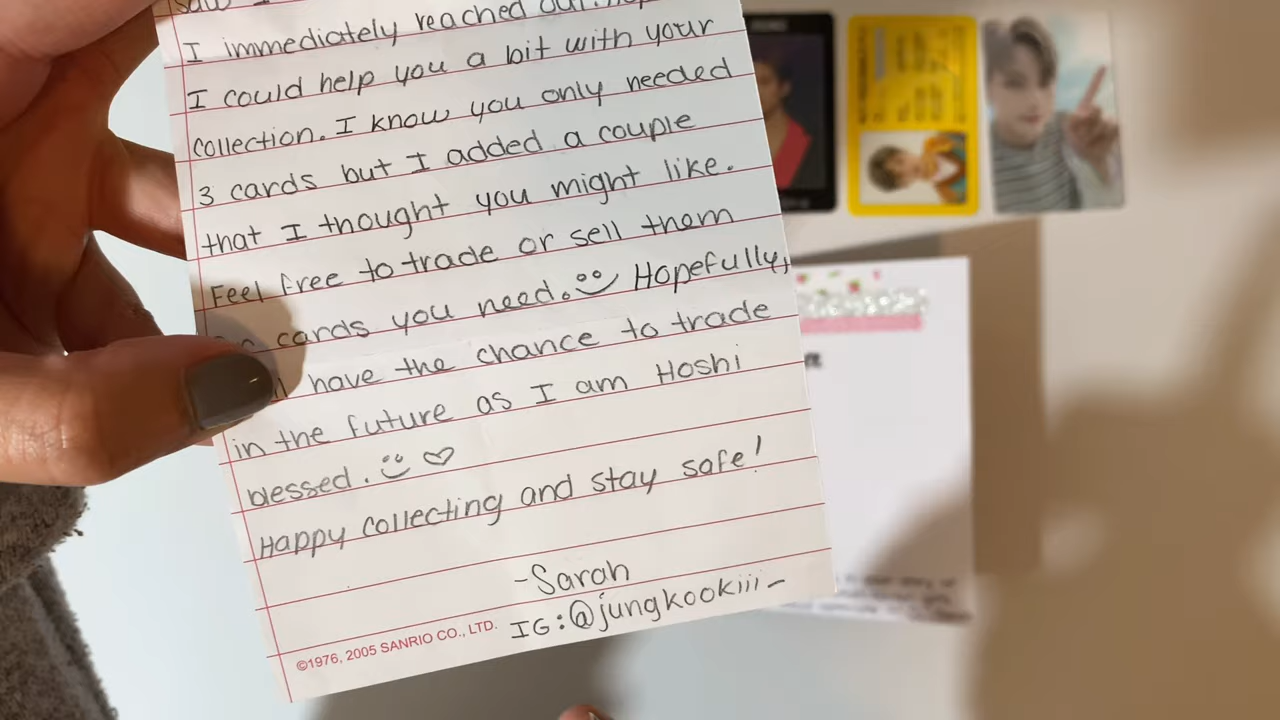 I immediately reached out.
I could help you a bit with your
collection. I know you only needed
3 cards but I added a couple
that I thought you might like.
Feel free to trade or sell them
cards you need. Hopefully,
have the chance to trade
in the future as I am Hoshi
blessed.
Happy collecting and stay safe!
-Sarah
IG:@jungkookiii-
©1976, 2005 SANRIO CO., LTD.